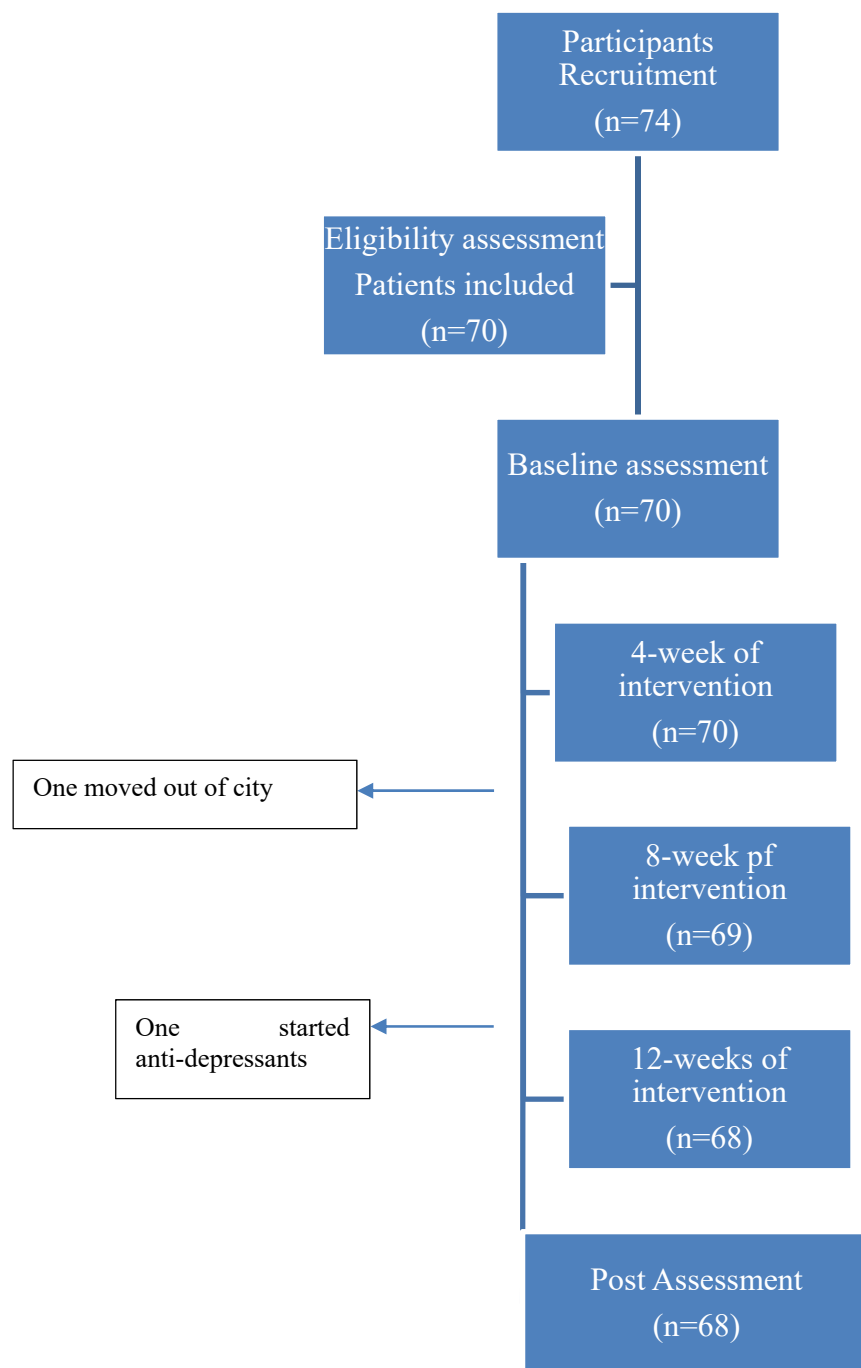 Participants
Recruitment
(n=74)
Eligibility assessment
Patients included
(n=70)
Baseline assessment
(n=70)
4-week of
intervention
(n=70)
One moved out of city
8-week pf
intervention
(n=69)
One started
anti-depressants
12-weeks of
intervention
(n=68)
Post Assessment
(n=68)